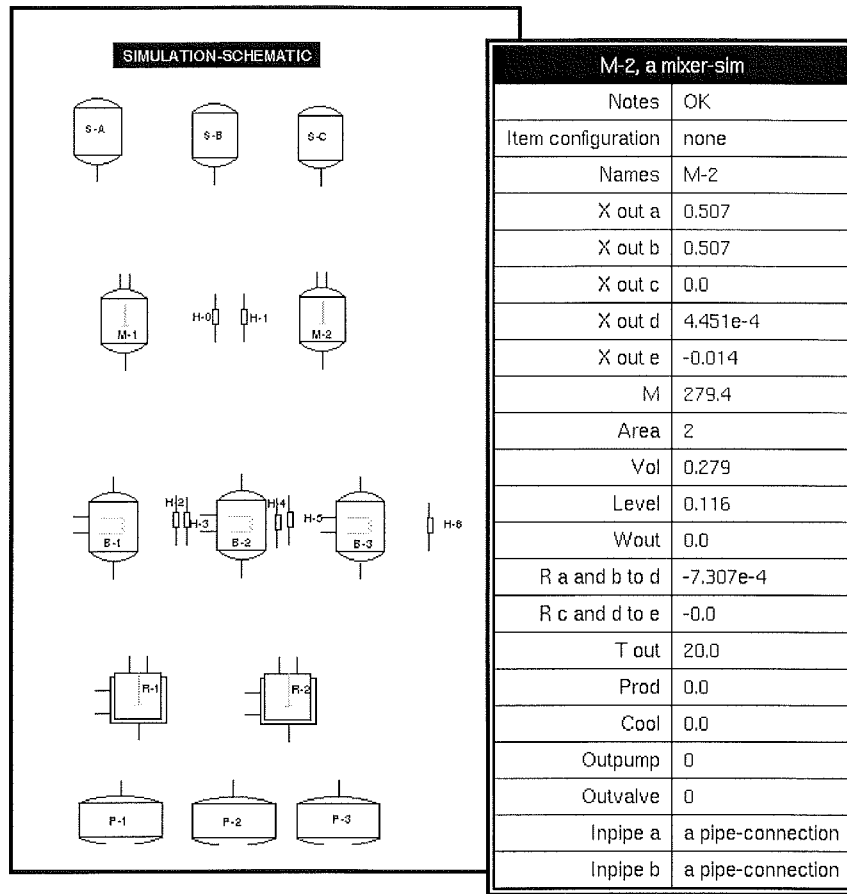 SIMULATION-SCHEMATIC
S-A
S-B
S-C
M-1
H-0
H-1
M-2
H-2
H-3
H-4
H-5
H-6
B-1
B-2
B-3
R-1
R-2
P-1
P-2
P-3
M-2, a mixer-sim
Notes OK
Item configuration none
Names M-2
X out a 0.507
X out b 0.507
X out c 0.0
X out d 4.451e-4
X out e -0.014
M 279.4
Area 2
Vol 0.279
Level 0.116
Wout 0.0
R a and b to d -7.307e-4
R c and d to e -0.0
T out 20.0
Prod 0.0
Cool 0.0
Outpump 0
Outvalve 0
Inpipe a a pipe-connection
Inpipe b a pipe-connection